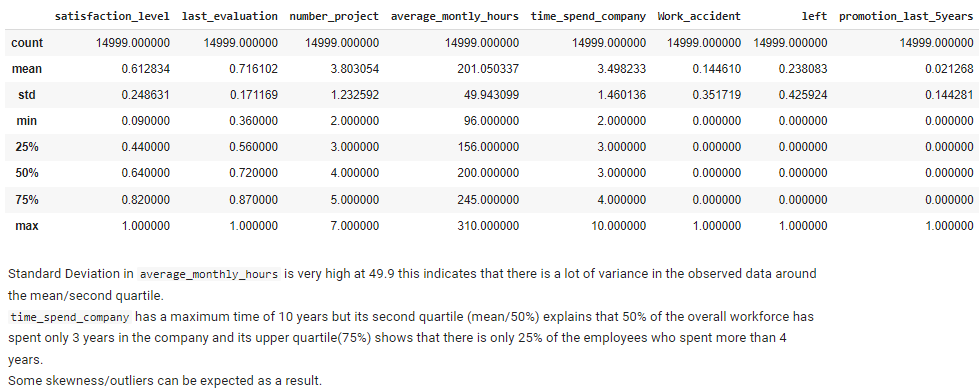 satisfaction_level last_evaluation number_project average_montly_hours time_spend_company Work_accident left promotion_last_5years
count 14999.000000 14999.000000 14999.000000 14999.000000 14999.000000 14999.000000 14999.000000 14999.000000
mean 0.612834 0.716102 3.803054 201.050337 3.498233 0.144610 0.238083 0.021268
std 0.248631 0.171169 1.232592 49.943099 1.460136 0.351719 0.425924 0.144281
min 0.090000 0.360000 2.000000 96.000000 2.000000 0.000000 0.000000 0.000000
25% 0.440000 0.560000 3.000000 156.000000 3.000000 0.000000 0.000000 0.000000
50% 0.640000 0.720000 4.000000 200.000000 3.000000 0.000000 0.000000 0.000000
75% 0.820000 0.870000 5.000000 245.000000 4.000000 0.000000 0.000000 0.000000
max 1.000000 1.000000 7.000000 310.000000 10.000000 1.000000 1.000000 1.000000
Standard Deviation in average_monthly_hours is very high at 49.9 this indicates that there is a lot of variance in the observed data around
the mean/second quartile.
time_spend_company has a maximum time of 10 years but its second quartile (mean/50%) explains that 50% of the overall workforce has
spent only 3 years in the company and its upper quartile(75%) shows that there is only 25% of the employees who spent more than 4
years.
Some skewness/outliers can be expected as a result.